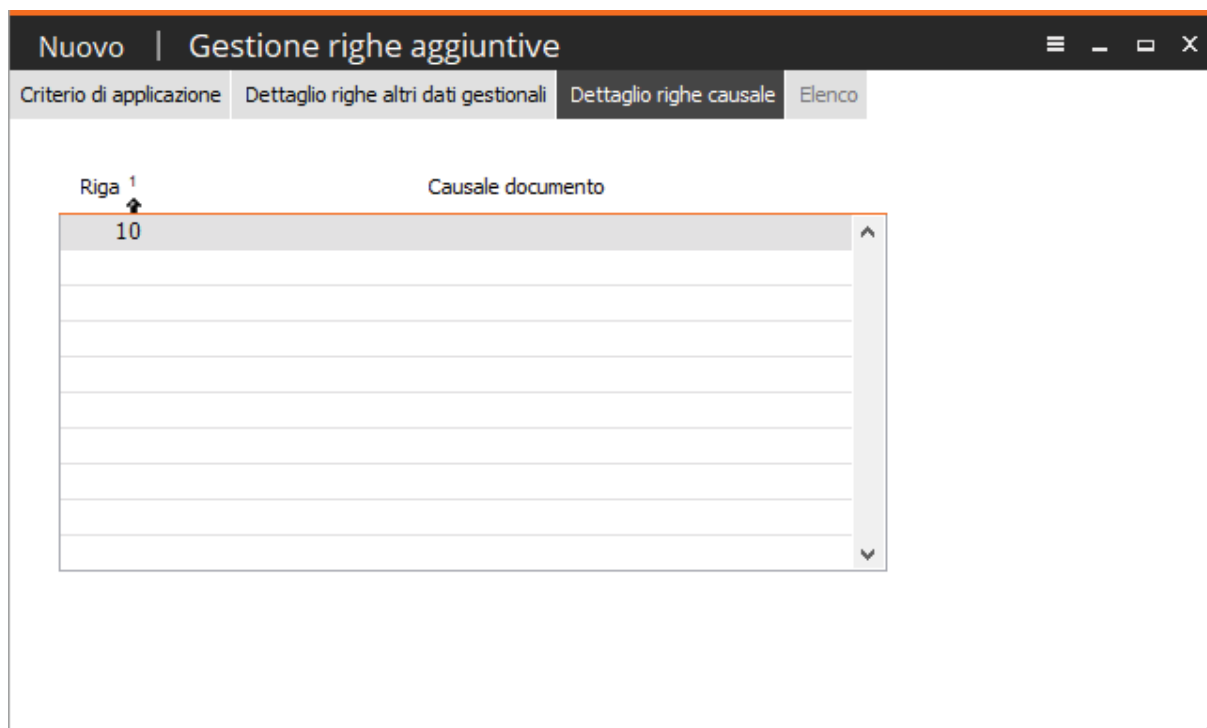 Nuovo | Gestione righe aggiuntive
Criterio di applicazione Dettaglio righe altri dati gestionali Dettaglio righe causale Elenco
Riga 1 Causale documento
10